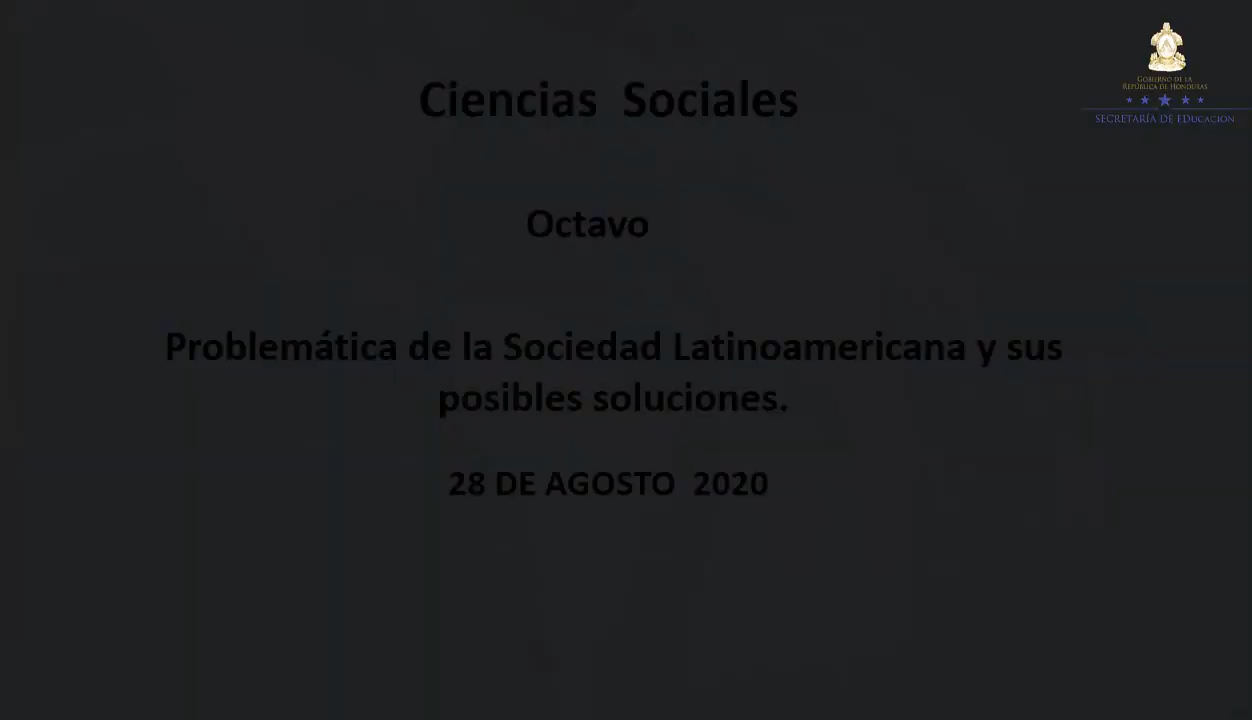 GOBIERNO DE LA
REPÚBLICA DE HONDURAS
SECRETARÍA DE EDUCACIÓN
Ciencias Sociales
Octavo
Problemática de la Sociedad Latinoamericana y sus
posibles soluciones.
28 DE AGOSTO 2020